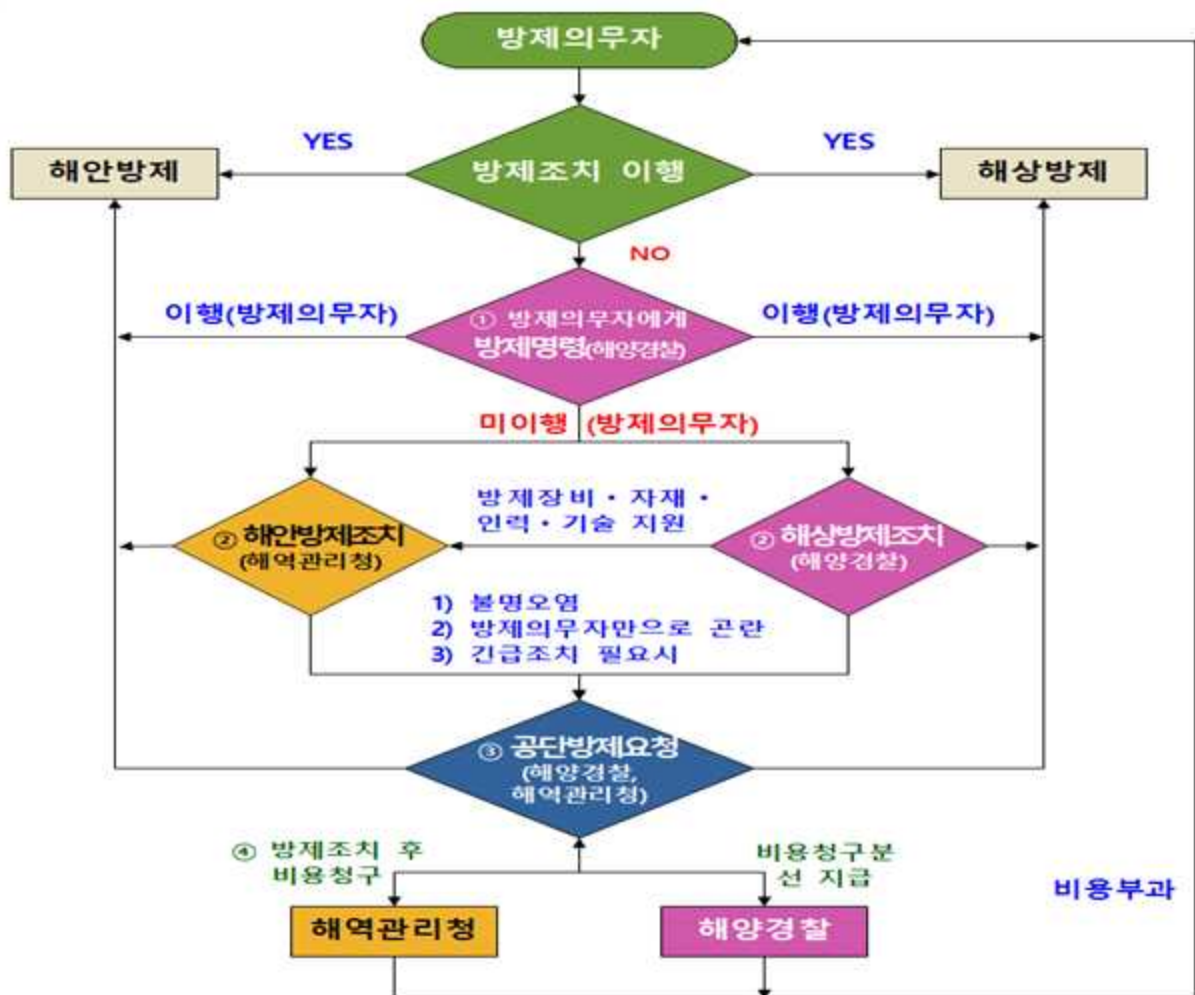 방제의무자
YES
YES
해안방제
방제조치 이행
해상방제
NO
이행(방제의무자)
① 방제의무자에게
방제명령(해양경찰)
이행(방제의무자)
미이행 (방제의무자)
② 해안방제조치
(해역관리청)
방제장비·자재·
인력·기술 지원
② 해상방제조치
(해양경찰)
1) 불명오염
2) 방제의무자만으로 곤란
3) 긴급조치 필요시
③ 공단방제요청
(해양경찰,
해역관리청)
④ 방제조치 후
비용청구
비용청구분
선 지급
비용부과
해역관리청
해양경찰